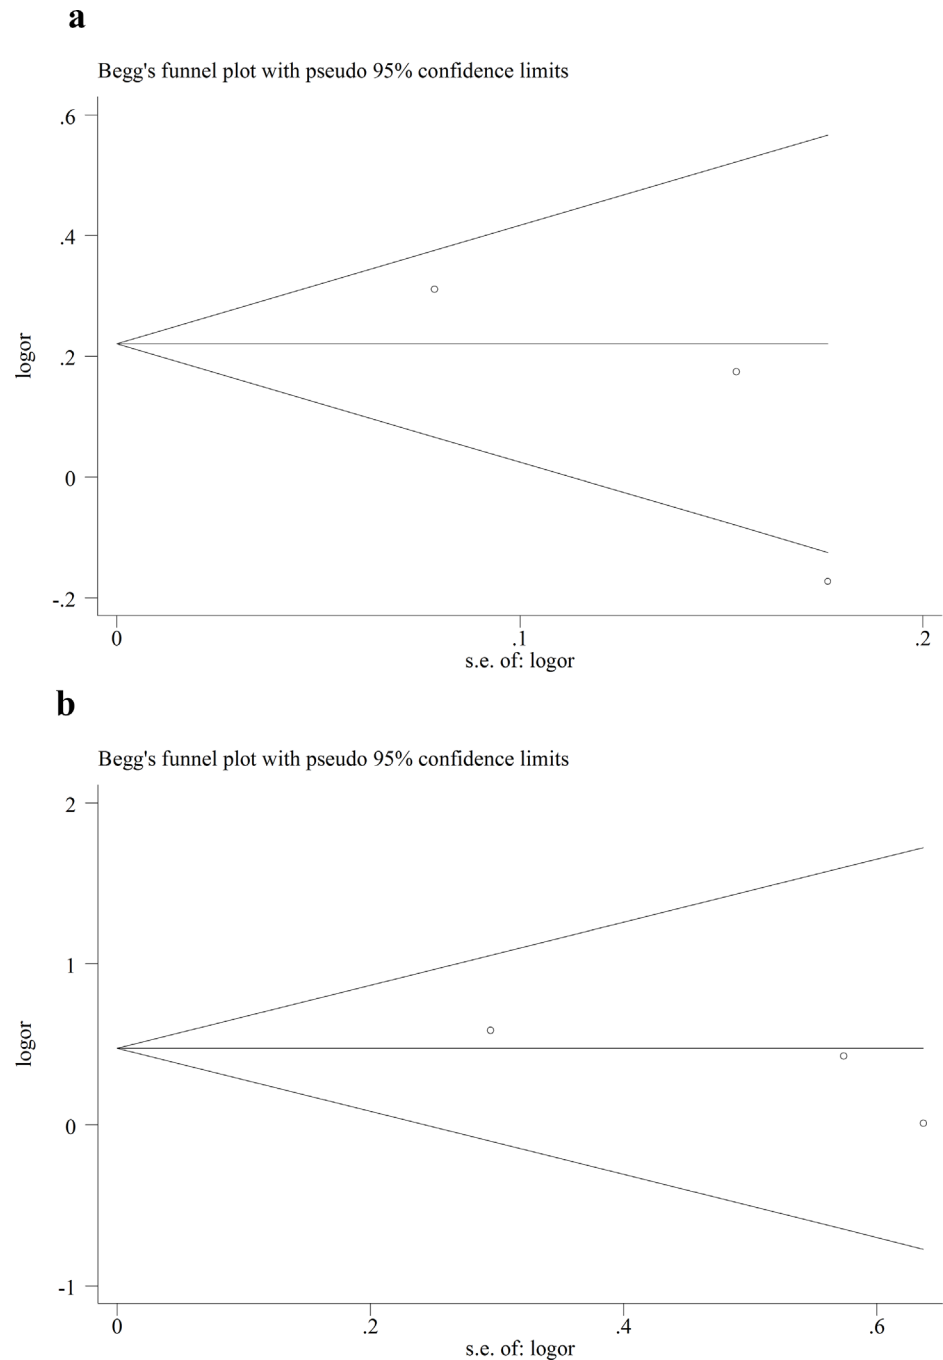 a
Begg's funnel plot with pseudo 95% confidence limits
.6
.4
.2
0
-.2
logor
0 .1 .2
s.e. of: logor
b
Begg's funnel plot with pseudo 95% confidence limits
2
1
0
-1
logor
0 .2 .4 .6
s.e. of: logor